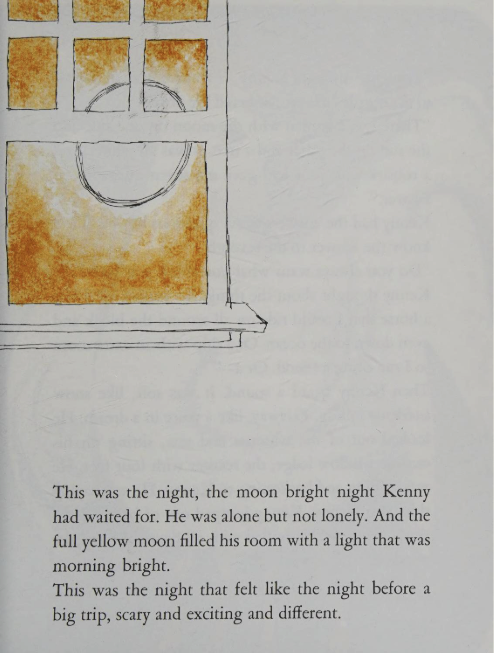 This was the night, the moon bright night Kenny
had waited for. He was alone but not lonely. And the
full yellow moon filled his room with a light that was
morning bright.
This was the night that felt like the night before a
big trip, scary and exciting and different.